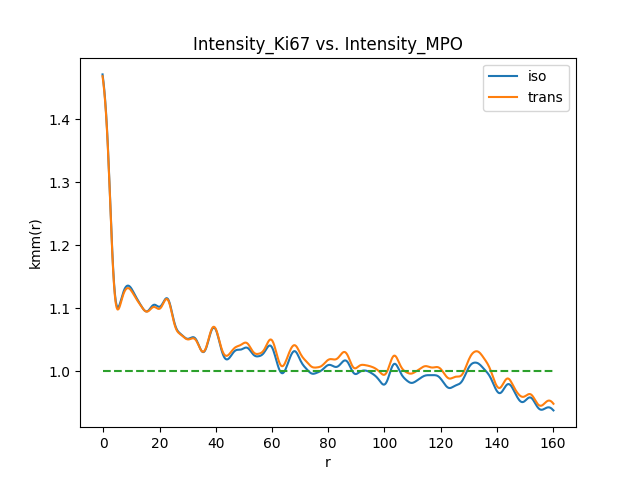 Intensity_Ki67 vs. Intensity_MPO
iso
trans
kmm(r)
1.4
1.3
1.2
1.1
1.0
0 20 40 60 80 100 120 140 160
r